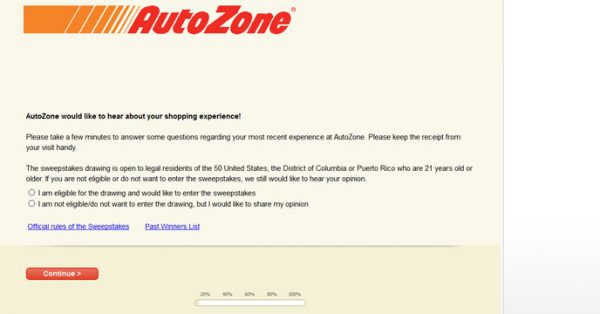 AutoZone
AutoZone would like to hear about your shopping experience!
Please take a few minutes to answer some questions regarding your most recent experience at AutoZone. Please keep the receipt from
your visit handy.
The sweepstakes drawing is open to legal residents of the 50 United States, the District of Columbia or Puerto Rico who are 21 years old or
older. If you are not eligible or do not want to enter the sweepstakes, we still would like to hear your opinion.
I am eligible for the drawing and would like to enter the sweepstakes
I am not eligible/do not want to enter the drawing, but I would like to share my opinion
Official rules of the Sweepstakes Past Winners List
Continue >
20% 40% 60% 80% 100%